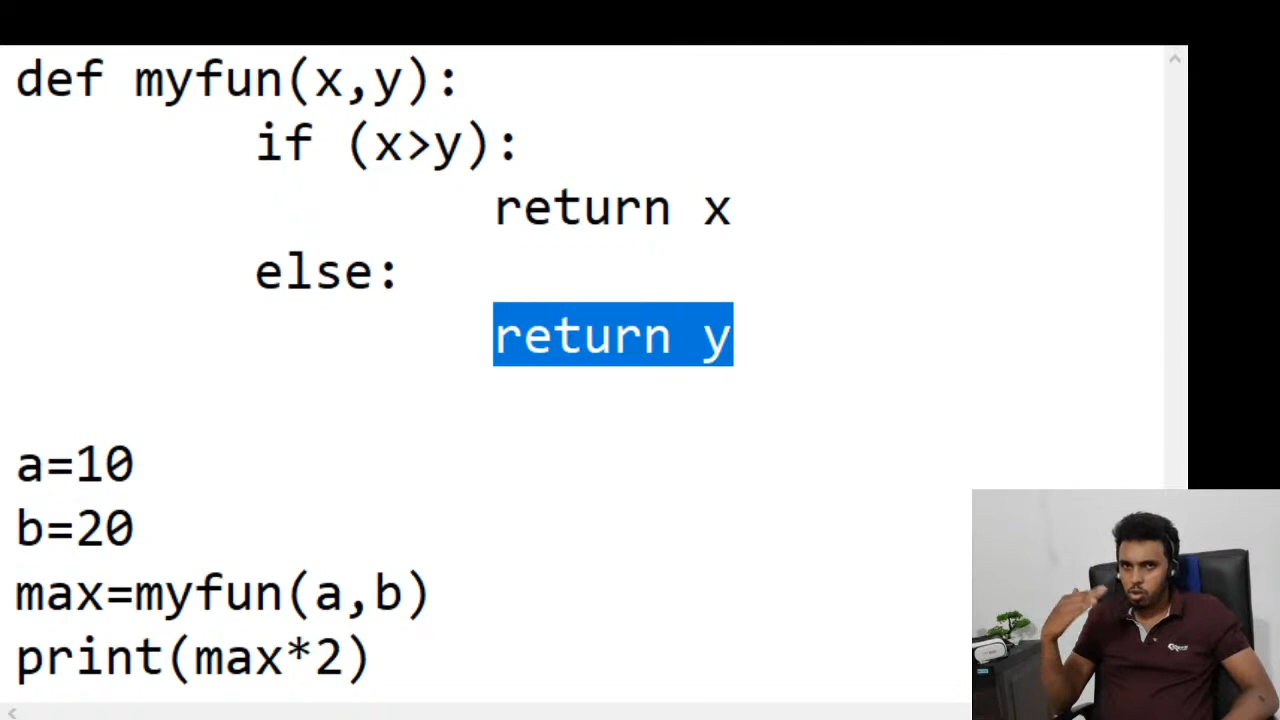 def myfun(x,y):
        if (x>y):
                return x
        else:
                return y
a=10
b=20
max=myfun(a,b)
print(max*2)